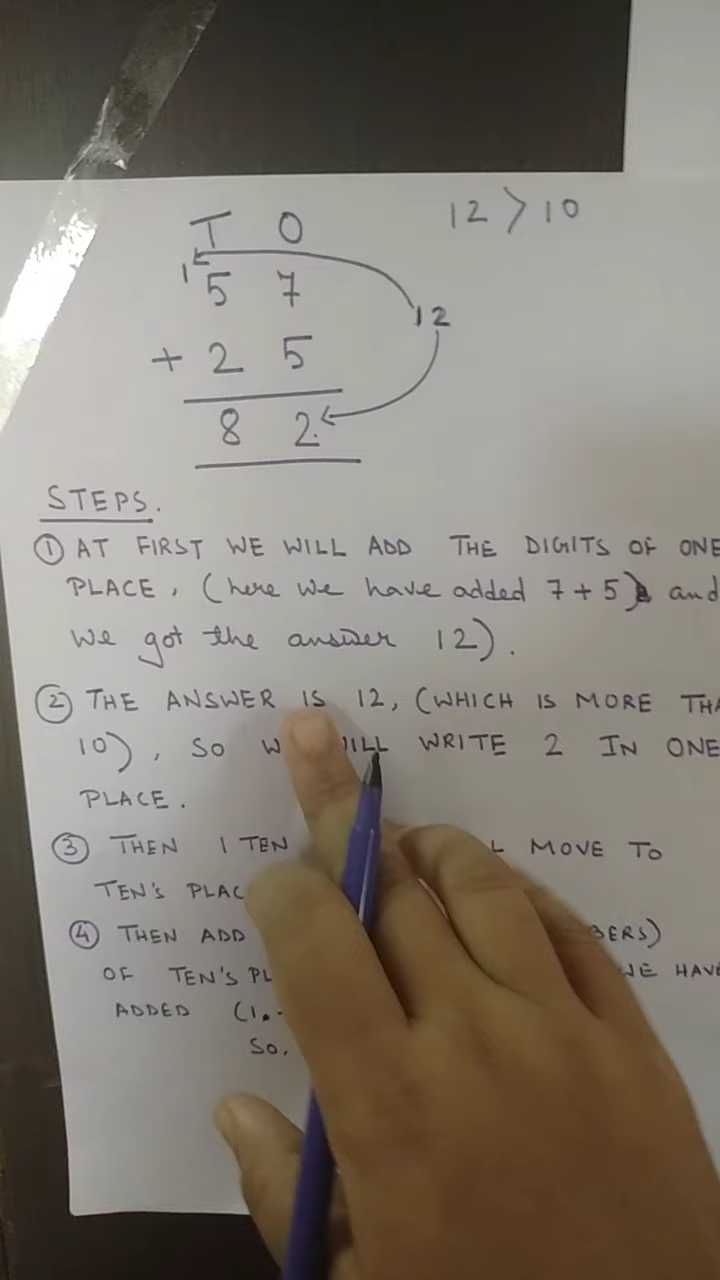 T O 12 > 10
1
5 7
12
+ 2 5
8 2
STEPS.
① AT FIRST WE WILL ADD THE DIGITS OF ONE
PLACE, (here we have added 7 + 5) and
we got the answer 12).
② THE ANSWER IS 12, (WHICH IS MORE THA
10), SO WILL WRITE 2 IN ONE
PLACE.
③ THEN 1 TEN MOVE TO
TEN'S PLAC
④ THEN ADD BERS)
OF TEN'S PL WE HAVE
ADDED (1.
SO.